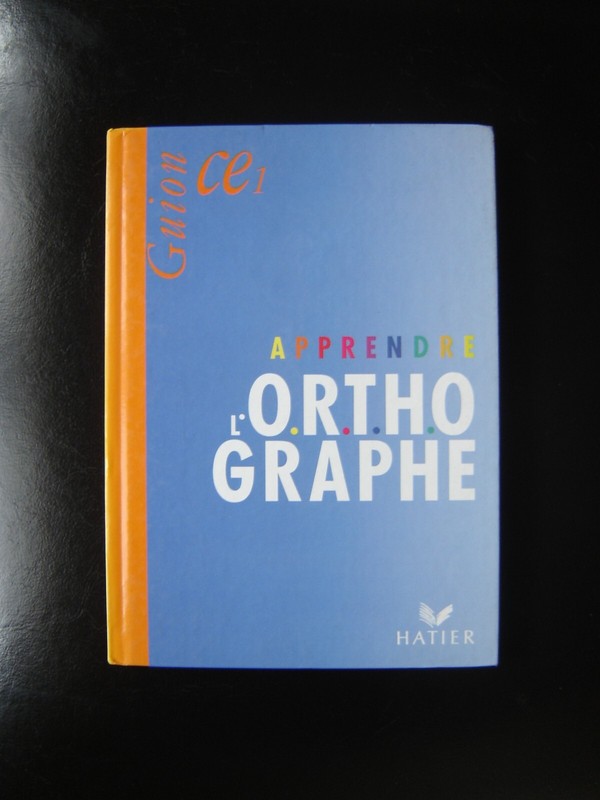 Guion
ce1
APPRENDRE
L'O.R.T.H.O
GRAPHE
HATIER